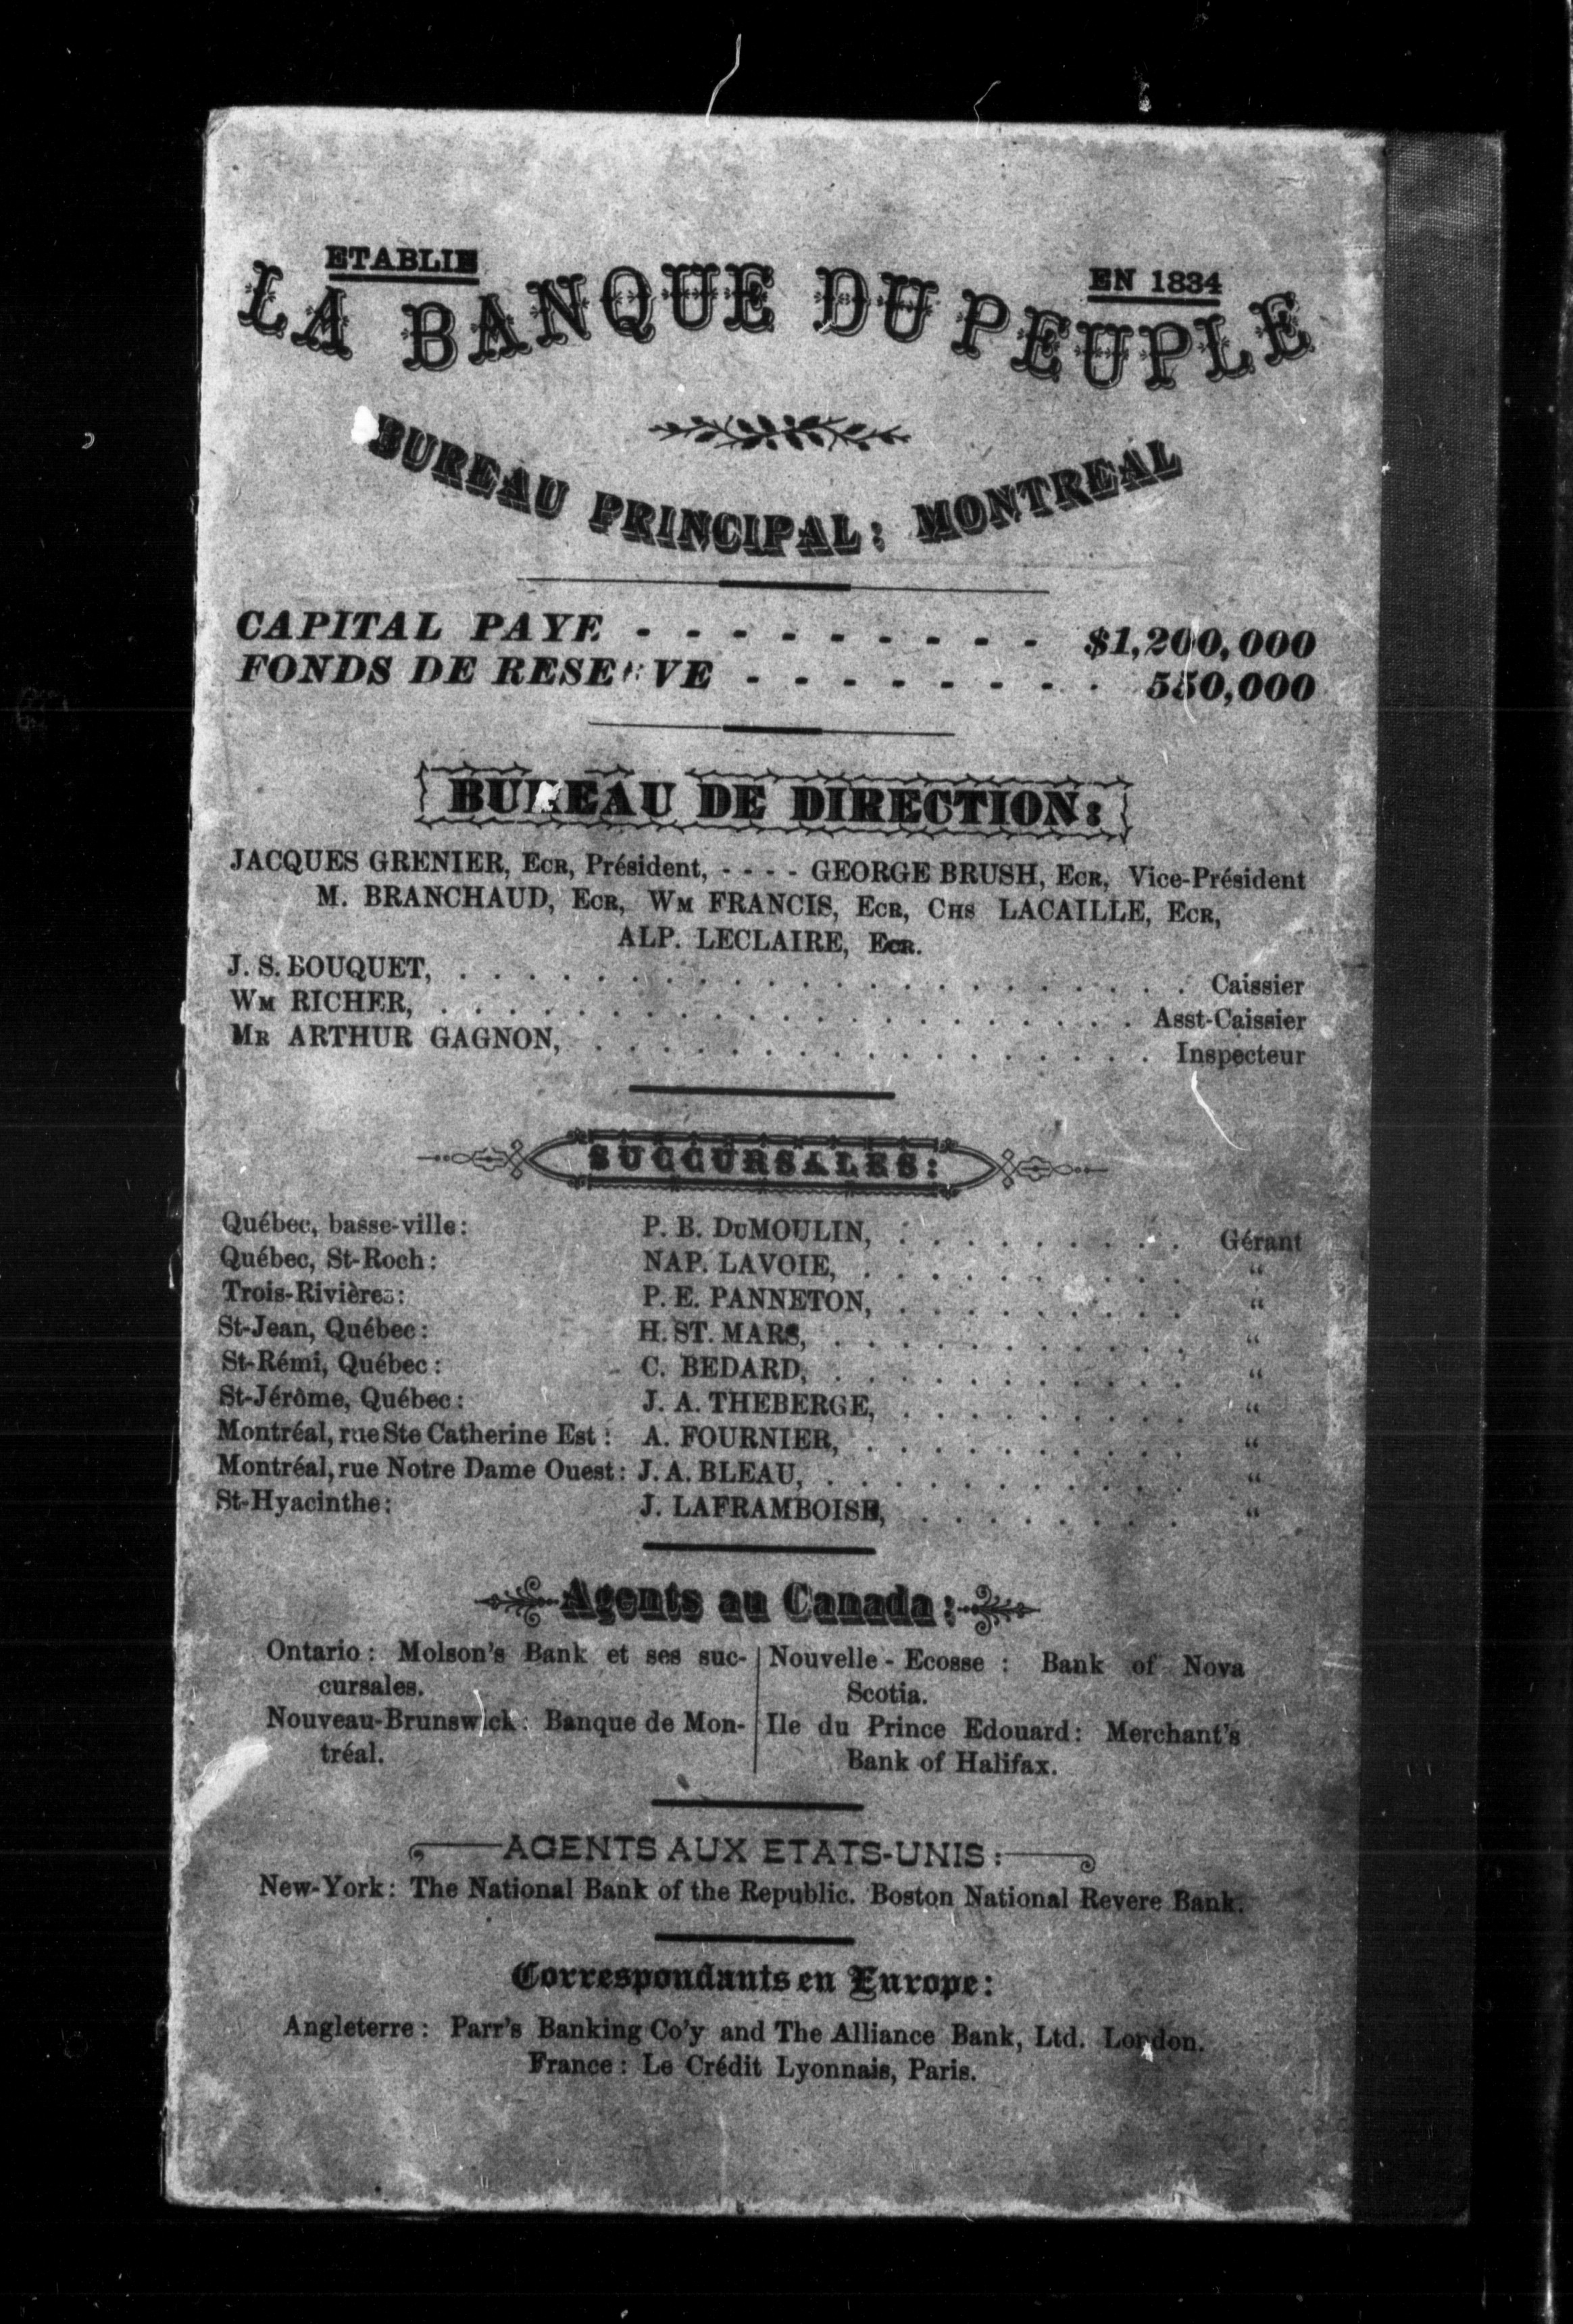 ETABLIE EN 1834
LA BANQUE DU PEUPLE
BUREAU PRINCIPAL: MONTREAL
CAPITAL PAYE - - - - - - - - - $1,200,000
FONDS DE RESERVE - - - - - - - - 550,000
BUREAU DE DIRECTION:
JACQUES GRENIER, ECR, Président, - - - - GEORGE BRUSH, ECR, Vice-Président
M. BRANCHAUD, ECR, WM FRANCIS, ECR, CHS LACAILLE, ECR,
ALP. LECLAIRE, ECR.
J. S. BOUQUET, . . . . . . . . . . Caissier
WM RICHER, . . . . . . . . . . Asst-Caissier
MR ARTHUR GAGNON, . . . . . . . . . . Inspecteur
SUCCURSALES:
Québec, basse-ville: P. B. DUMOULIN, . . . . . . . . . Gérant
Québec, St-Roch: NAP. LAVOIE, . . . . . . . . . "
Trois-Rivières: P. E. PANNETON, . . . . . . . . . "
St-Jean, Québec: H. ST. MARS, . . . . . . . . . "
St-Rémi, Québec: C. BEDARD, . . . . . . . . . "
St-Jérôme, Québec: J. A. THEBERGE, . . . . . . . . . "
Montréal, rue Ste Catherine Est: A. FOURNIER, . . . . . . . . . "
Montréal, rue Notre Dame Ouest: J. A. BLEAU, . . . . . . . . . "
St-Hyacinthe: J. LAFRAMBOISE, . . . . . . . . . "
Agents au Canada:
Ontario: Molson's Bank et ses suc-
cursales.
Nouveau-Brunswick: Banque de Mon-
tréal.
Nouvelle-Ecosse: Bank of Nova
Scotia.
Ile du Prince Edouard: Merchant's
Bank of Halifax.
AGENTS AUX ETATS-UNIS:
New-York: The National Bank of the Republic. Boston National Revere Bank.
Correspondants en Europe:
Angleterre: Parr's Banking Co'y and The Alliance Bank, Ltd. London.
France: Le Crédit Lyonnais, Paris.